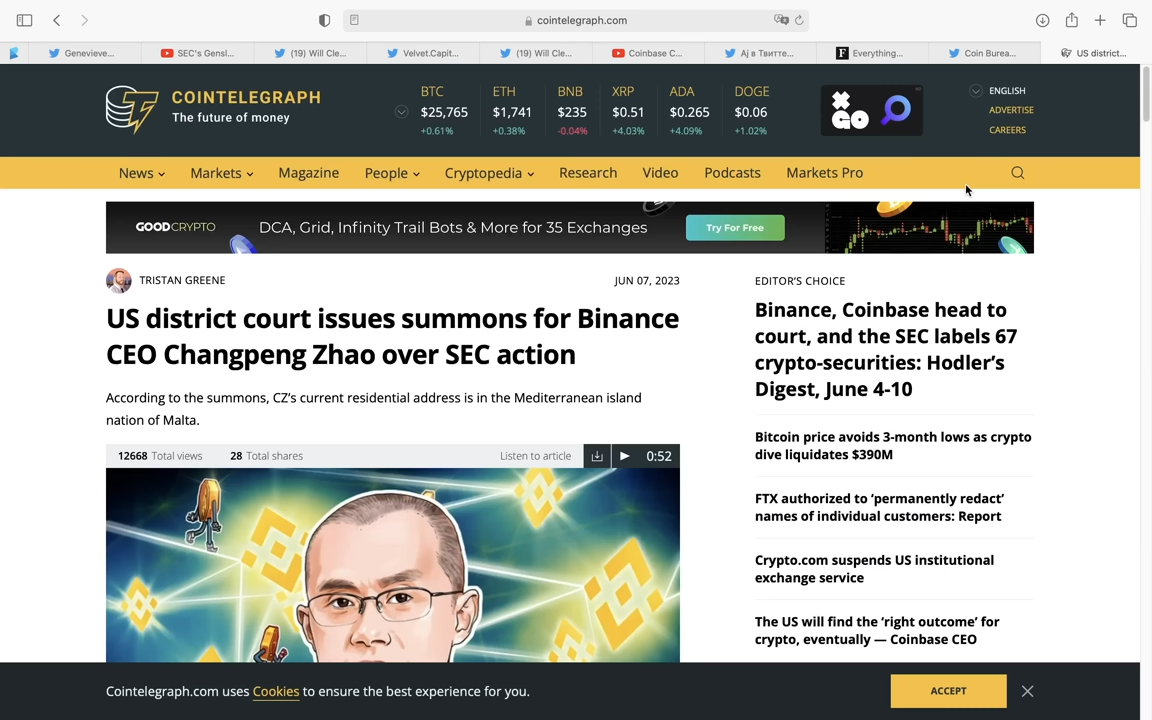 cointelegraph.com
Genevieve...
SEC's Gensl...
(19) Will Cle...
Velvet.Capit...
(19) Will Cle...
Coinbase C...
Aj в Твитте...
Everything...
Coin Burea...
US district...
COINTELEGRAPH
The future of money
BTC
$25,765
+0.61%
ETH
$1,741
+0.38%
BNB
$235
-0.04%
XRP
$0.51
+4.03%
ADA
$0.265
+4.09%
DOGE
$0.06
+1.02%
ENGLISH
ADVERTISE
CAREERS
News
Markets
Magazine
People
Cryptopedia
Research
Video
Podcasts
Markets Pro
GOODCRYPTO
DCA, Grid, Infinity Trail Bots & More for 35 Exchanges
Try For Free
TRISTAN GREENE
JUN 07, 2023
US district court issues summons for Binance
CEO Changpeng Zhao over SEC action
According to the summons, CZ’s current residential address is in the Mediterranean island
nation of Malta.
12668 Total views
28 Total shares
Listen to article
0:52
EDITOR’S CHOICE
Binance, Coinbase head to
court, and the SEC labels 67
crypto-securities: Hodler’s
Digest, June 4-10
Bitcoin price avoids 3-month lows as crypto
dive liquidates $390M
FTX authorized to ‘permanently redact’
names of individual customers: Report
Crypto.com suspends US institutional
exchange service
The US will find the ‘right outcome’ for
crypto, eventually — Coinbase CEO
Cointelegraph.com uses Cookies to ensure the best experience for you.
ACCEPT